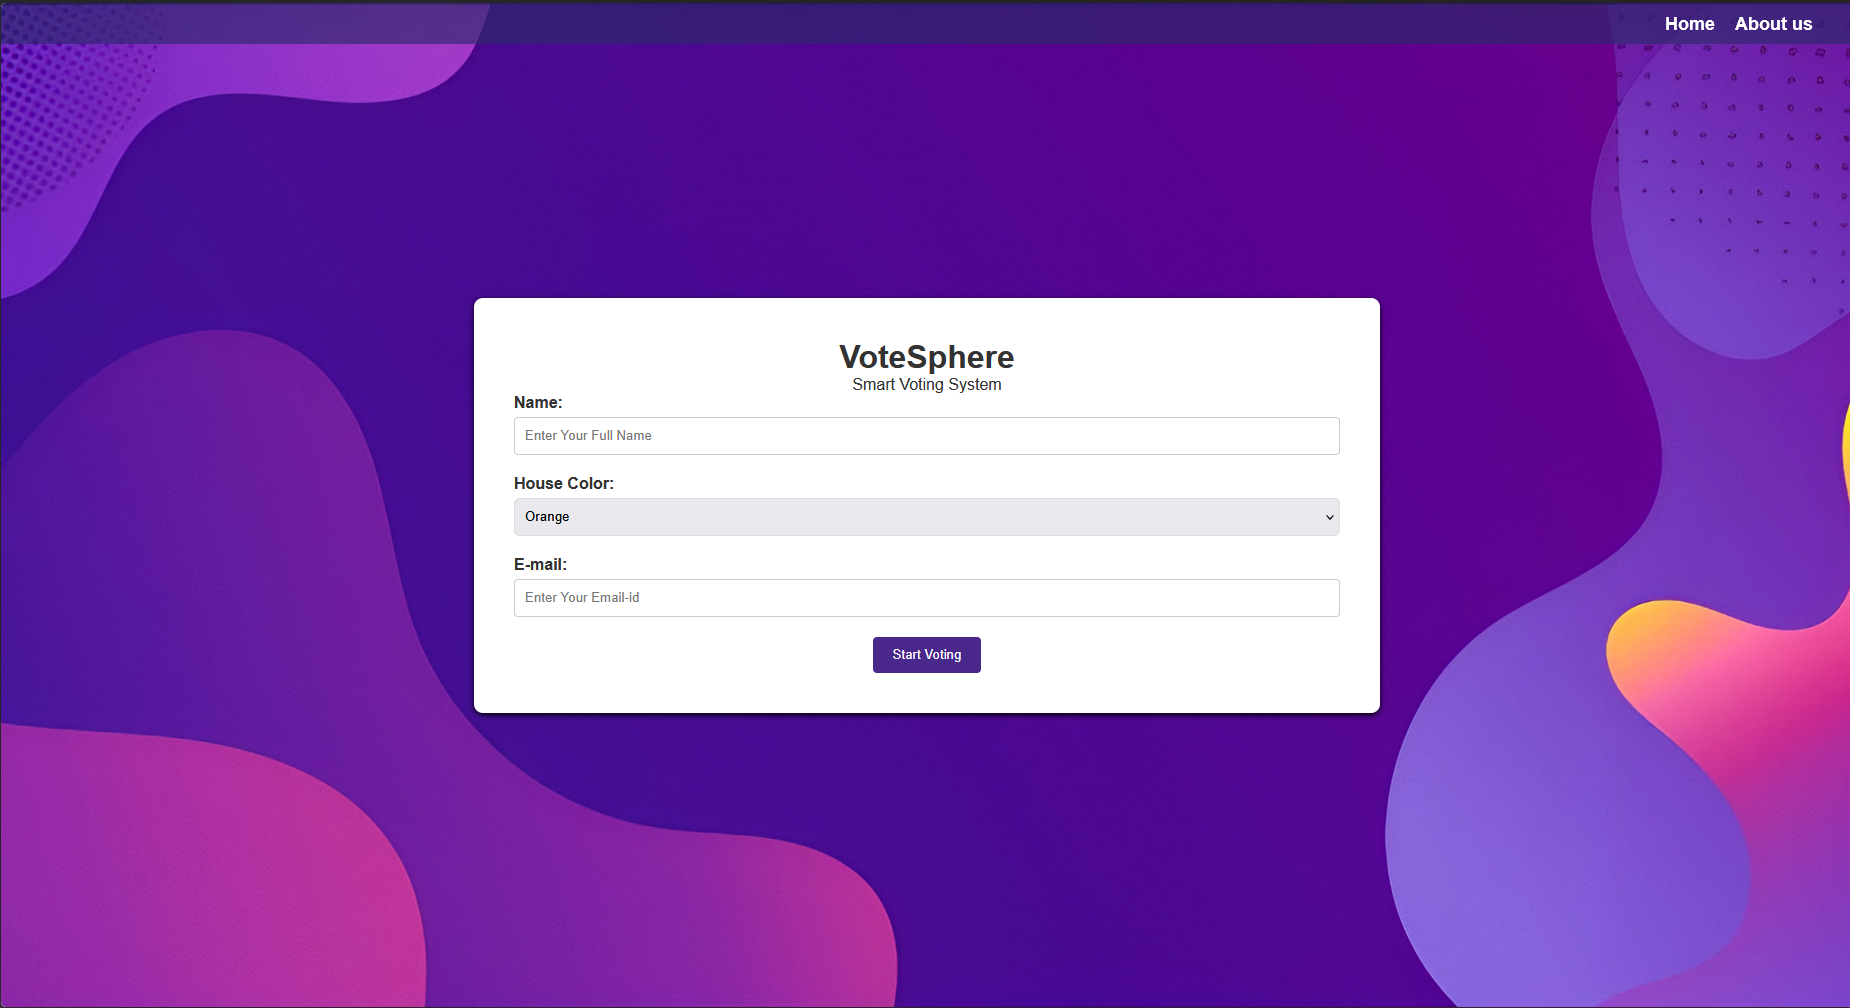 Home About us
VoteSphere
Smart Voting System
Name:
Enter Your Full Name
House Color:
Orange
E-mail:
Enter Your Email-id
Start Voting